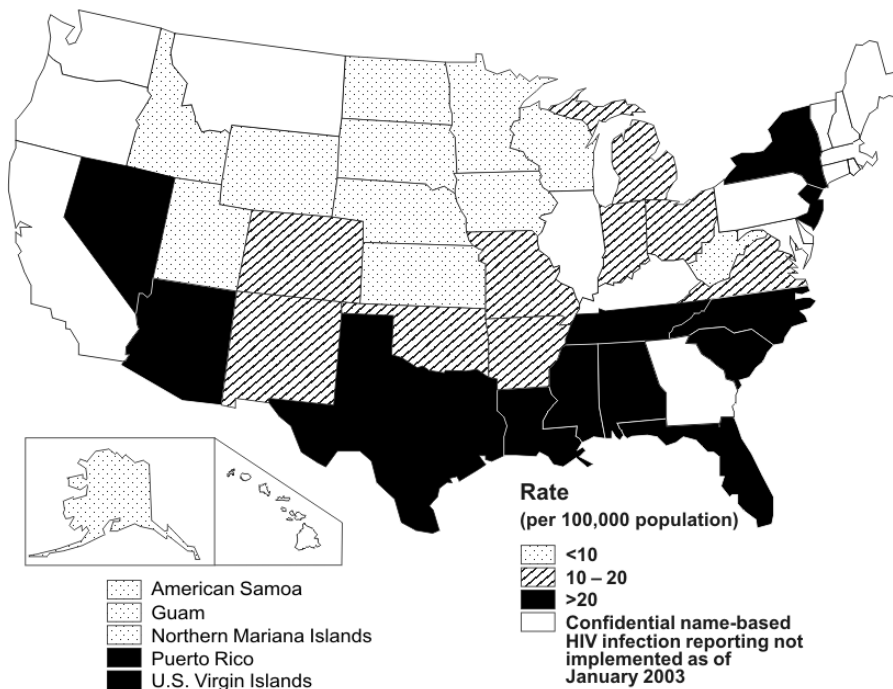 Rate
(per 100,000 population)
<10
10 – 20
>20
Confidential name-based
HIV infection reporting not
implemented as of
January 2003
American Samoa
Guam
Northern Mariana Islands
Puerto Rico
U.S. Virgin Islands